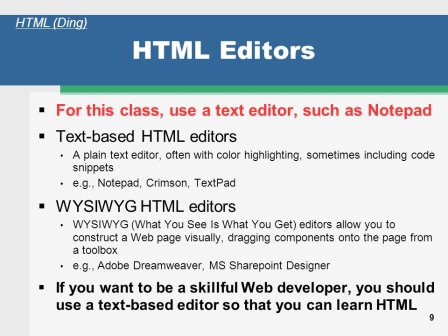 HTML (Ding)
HTML Editors
▪ For this class, use a text editor, such as Notepad
▪ Text-based HTML editors
• A plain text editor, often with color highlighting, sometimes including code
snippets
• e.g., Notepad, Crimson, TextPad
▪ WYSIWYG HTML editors
• WYSIWYG (What You See Is What You Get) editors allow you to
construct a Web page visually, dragging components onto the page from
a toolbox
• e.g., Adobe Dreamweaver, MS Sharepoint Designer
▪ If you want to be a skillful Web developer, you should
use a text-based editor so that you can learn HTML
9